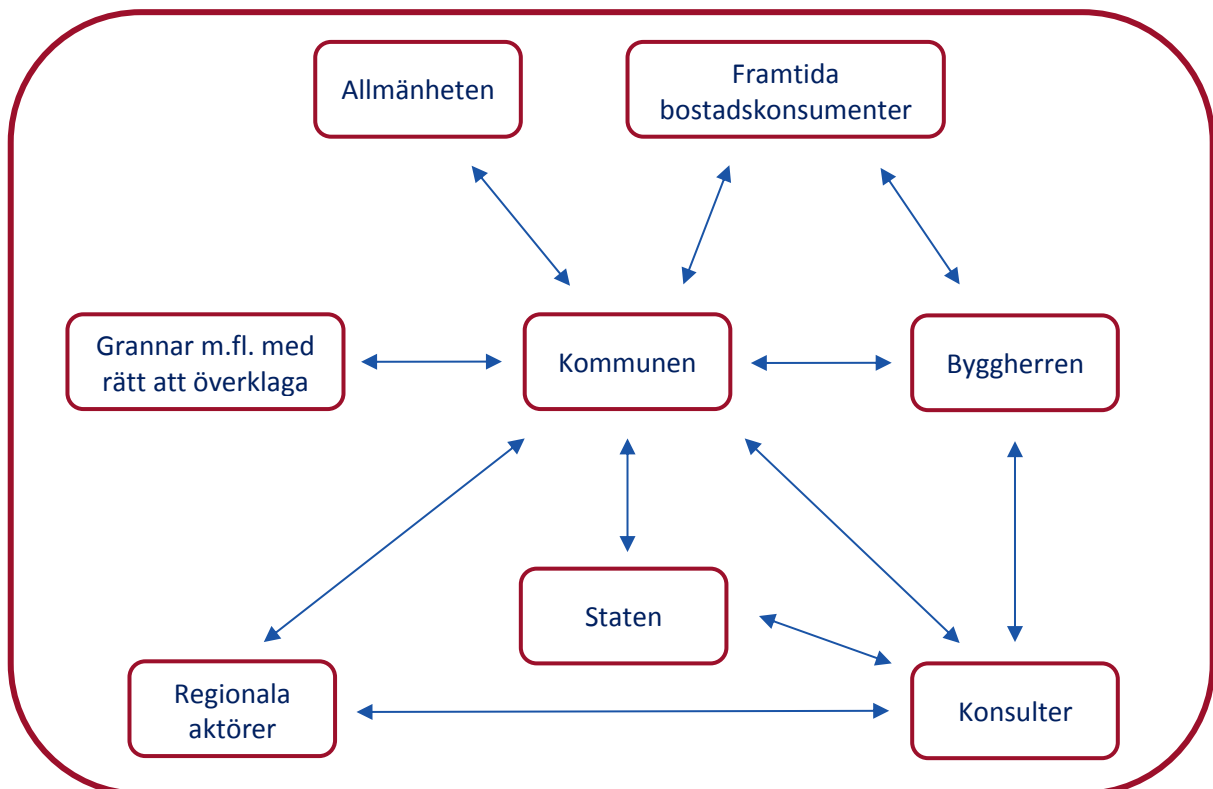 Allmänheten
Framtida
bostadskonsumenter
Grannar m.fl. med
rätt att överklaga
Kommunen
Byggherren
Staten
Regionala
aktörer
Konsulter